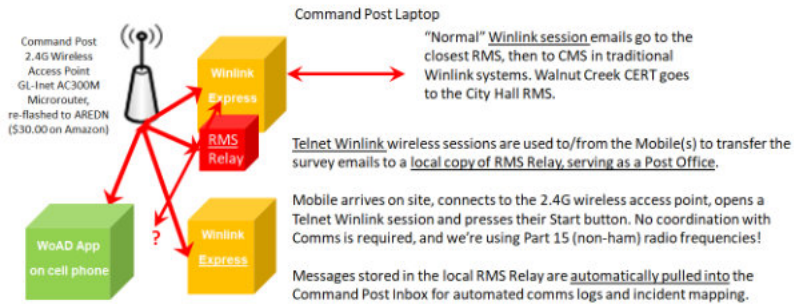 Command Post Laptop
Command Post
2.4G Wireless
Access Point
GL-Inet AC300M
Microrouter,
re-flashed to AREDN
($30.00 on Amazon)
Winlink
Express
RMS
Relay
WoAD App
on cell phone
?
Winlink
Express
“Normal” Winlink session emails go to the
closest RMS, then to CMS in traditional
Winlink systems. Walnut Creek CERT goes
to the City Hall RMS.
Telnet Winlink wireless sessions are used to/from the Mobile(s) to transfer the
survey emails to a local copy of RMS Relay, serving as a Post Office.
Mobile arrives on site, connects to the 2.4G wireless access point, opens a
Telnet Winlink session and presses their Start button. No coordination with
Comms is required, and we’re using Part 15 (non-ham) radio frequencies!
Messages stored in the local RMS Relay are automatically pulled into the
Command Post Inbox for automated comms logs and incident mapping.